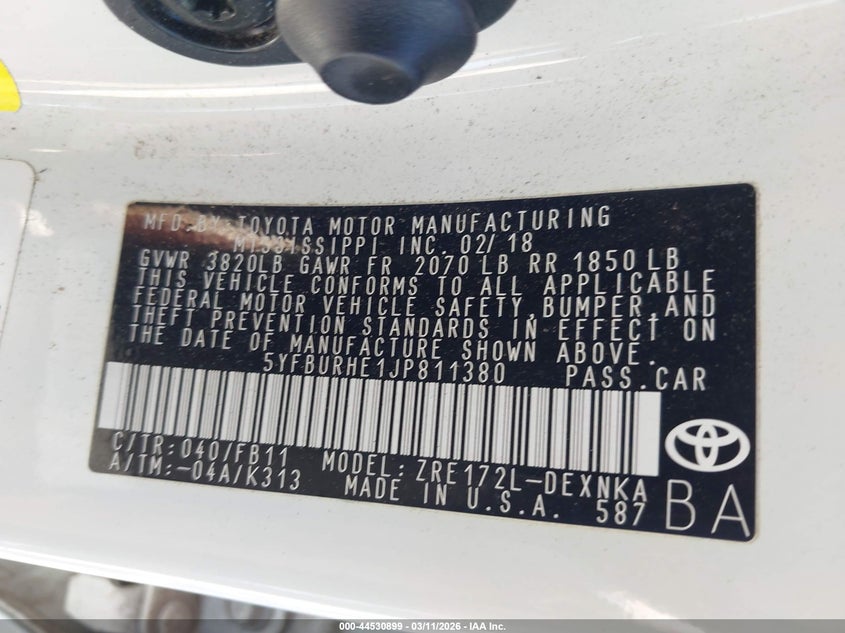 MFD.BY:TOYOTA MOTOR MANUFACTURING
MISSISSIPPI INC. 02/18
GVWR 3820LB GAWR FR 2070 LB RR 1850 LB
THIS VEHICLE CONFORMS TO ALL APPLICABLE
FEDERAL MOTOR VEHICLE SAFETY, BUMPER, AND
THEFT PREVENTION STANDARDS IN EFFECT ON
THE DATE OF MANUFACTURE SHOWN ABOVE.
5YFBURHE1JP811380 PASS.CAR
C/TR: 040/FB11 MODEL: ZRE172L-DEXNKA
A/TM:-04A/K313 MADE IN U.S.A. 587
BA
000-44530899 - 03/11/2026 - IAA Inc.